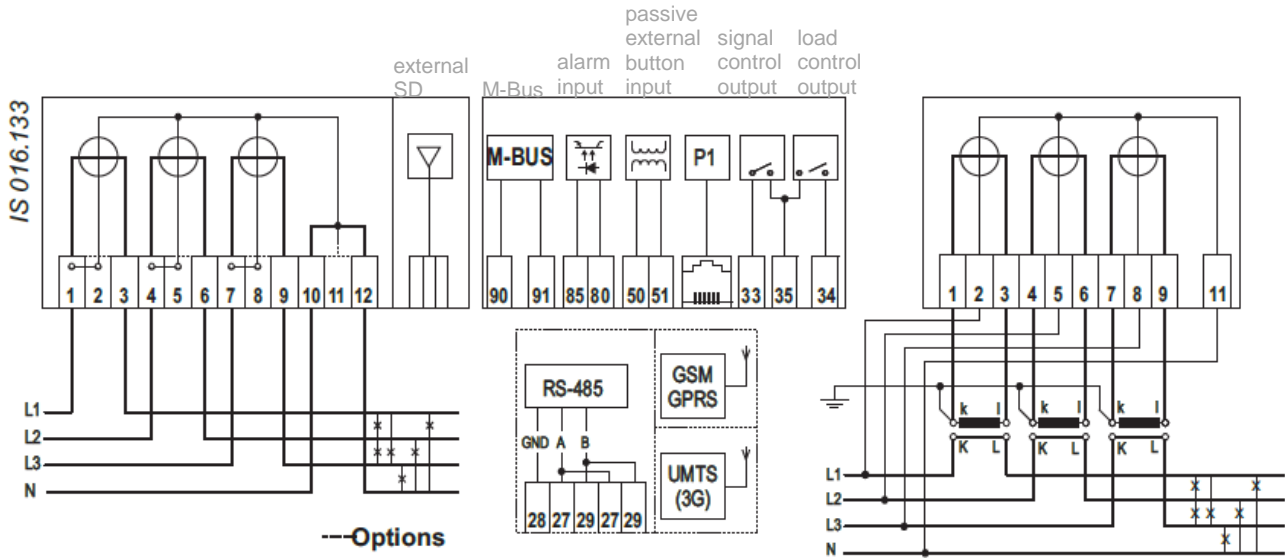 passive
external
button
input
signal
control
output
load
control
output
external
SD
M-Bus
alarm
input
IS 016.133
M-BUS
P1
1 2 3 4 5 6 7 8 9 10 11 12
90 91 85 80 50 51 33 35 34
1 2 3 4 5 6 7 8 9 11
RS-485
GND A B
28 27 29 27 29
GSM
GPRS
UMTS
(3G)
L1
L2
L3
N
---Options
k l k l k l
K L K L K L
L1
L2
L3
N